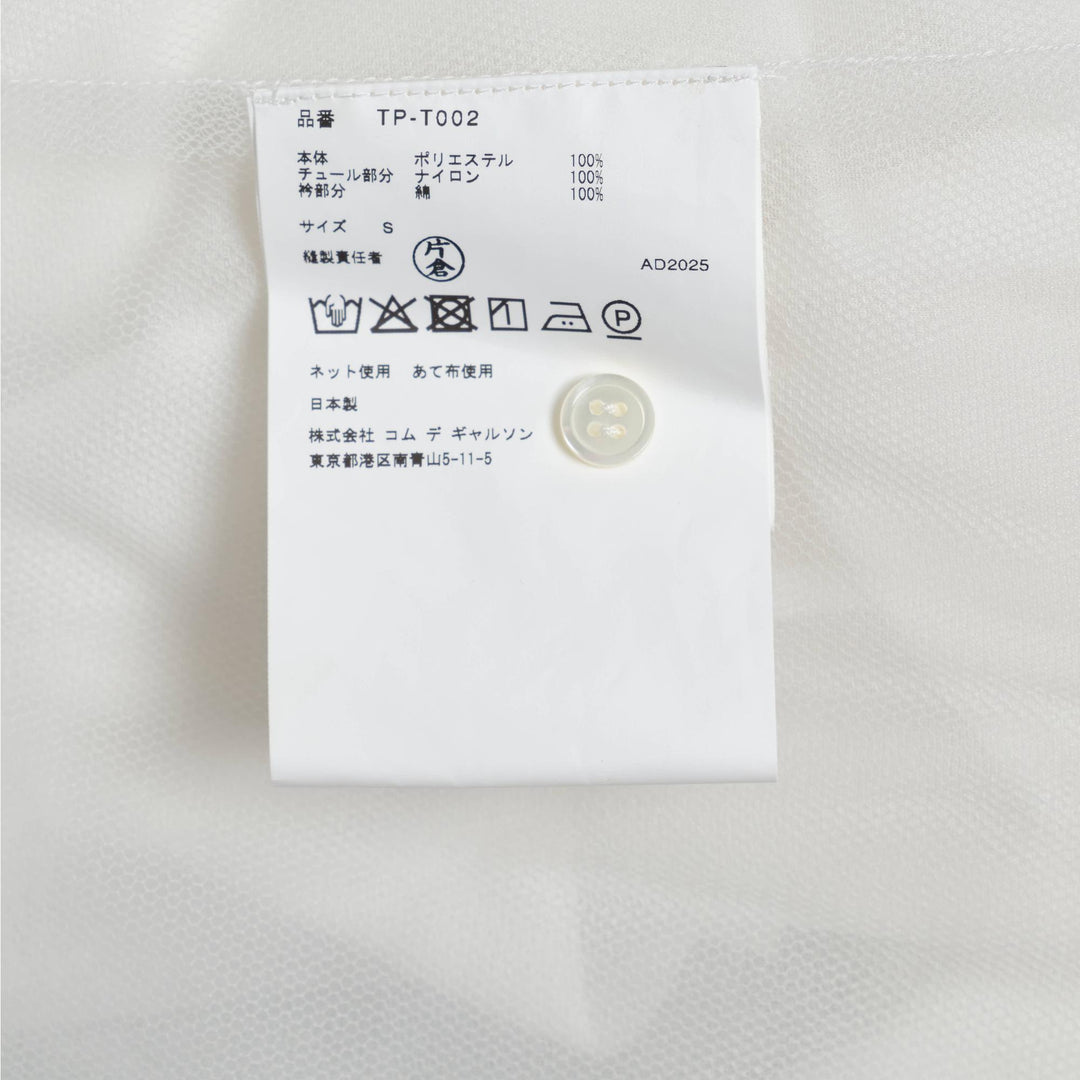 品番 TP-T002
本体 ポリエステル 100%
チュール部分 ナイロン 100%
衿部分 綿 100%
サイズ S
縫製責任者 片倉 AD2025
P
ネット使用 あて布使用
日本製
株式会社 コム デ ギャルソン
東京都港区南青山5-11-5